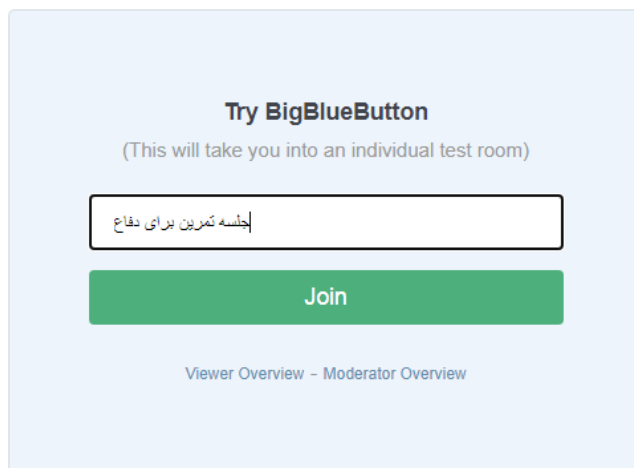 Try BigBlueButton
(This will take you into an individual test room)
جلسه تمرین برای دفاع
Join
Viewer Overview - Moderator Overview